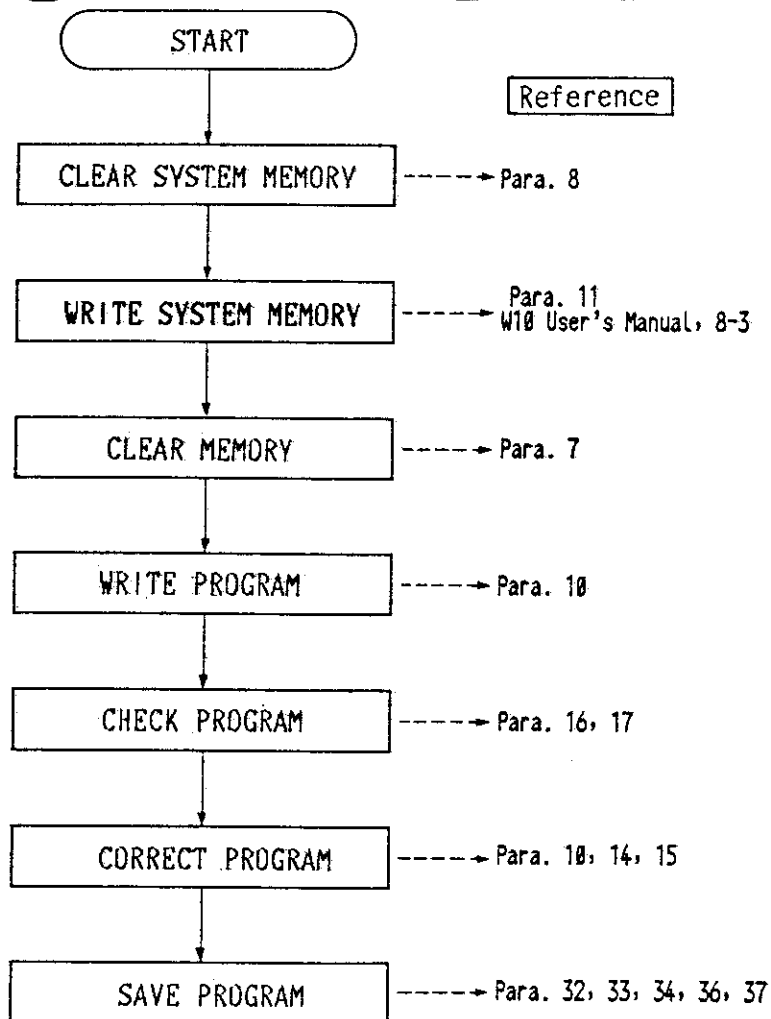 START
Reference
CLEAR SYSTEM MEMORY
Para. 8
WRITE SYSTEM MEMORY
Para. 11
W10 User's Manual, 8-3
CLEAR MEMORY
Para. 7
WRITE PROGRAM
Para. 10
CHECK PROGRAM
Para. 16, 17
CORRECT PROGRAM
Para. 10, 14, 15
SAVE PROGRAM
Para. 32, 33, 34, 36, 37